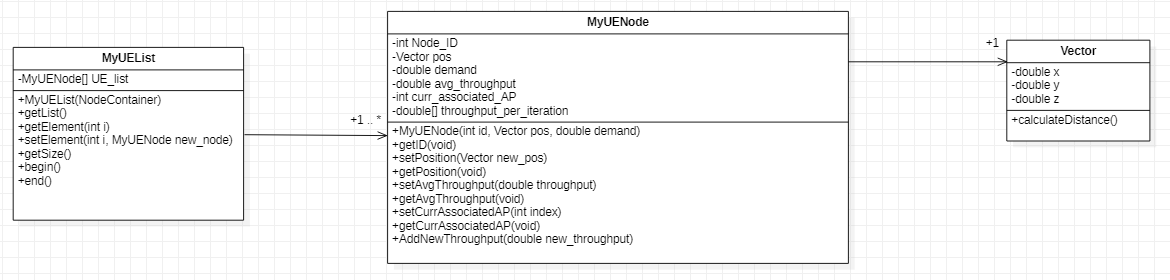 MyUEList
-MyUENode[] UE_list
+MyUEList(NodeContainer)
+getList()
+getElement(int i)
+setElement(int i, MyUENode new_node)
+getSize()
+begin()
+end()
+1 .. *
MyUENode
-int Node_ID
-Vector pos
-double demand
-double avg_throughput
-int curr_associated_AP
-double[] throughput_per_iteration
+MyUENode(int id, Vector pos, double demand)
+getID(void)
+setPosition(Vector new_pos)
+getPosition(void)
+setAvgThroughput(double throughput)
+getAvgThroughput(void)
+setCurrAssociatedAP(int index)
+getCurrAssociatedAP(void)
+AddNewThroughput(double new_throughput)
+1
Vector
-double x
-double y
-double z
+calculateDistance()